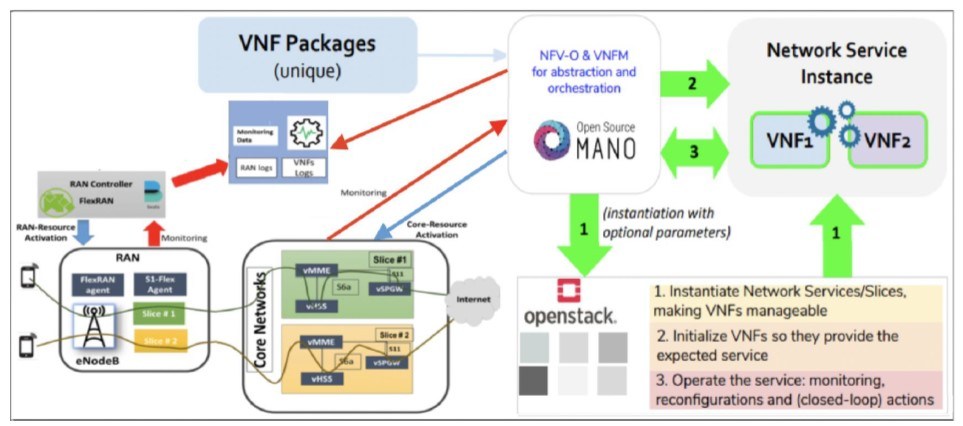 VNF Packages
(unique)
NFV-O & VNFM
for abstraction and
orchestration
Open Source
MANO
2
3
Network Service
Instance
VNF1
VNF2
Monitoring
Data
RAN logs
VNFs
Logs
RAN Controller
FlexRAN
RAN-Resource
Activation
Monitoring
Monitoring
Core-Resource
Activation
1
(instantiation with
optional parameters)
1
RAN
FlexRAN
agent
S1-Flex
Agent
Slice # 1
Slice # 2
eNodeB
Core Networks
Slice #1
vMME
S11
S6a
vSPGW
vHSS
Slice # 2
vMME
S11
S6a
vSPGW
vHSS
Internet
openstack.
1. Instantiate Network Services/Slices,
making VNFs manageable
2. Initialize VNFs so they provide the
expected service
3. Operate the service: monitoring,
reconfigurations and (closed-loop) actions